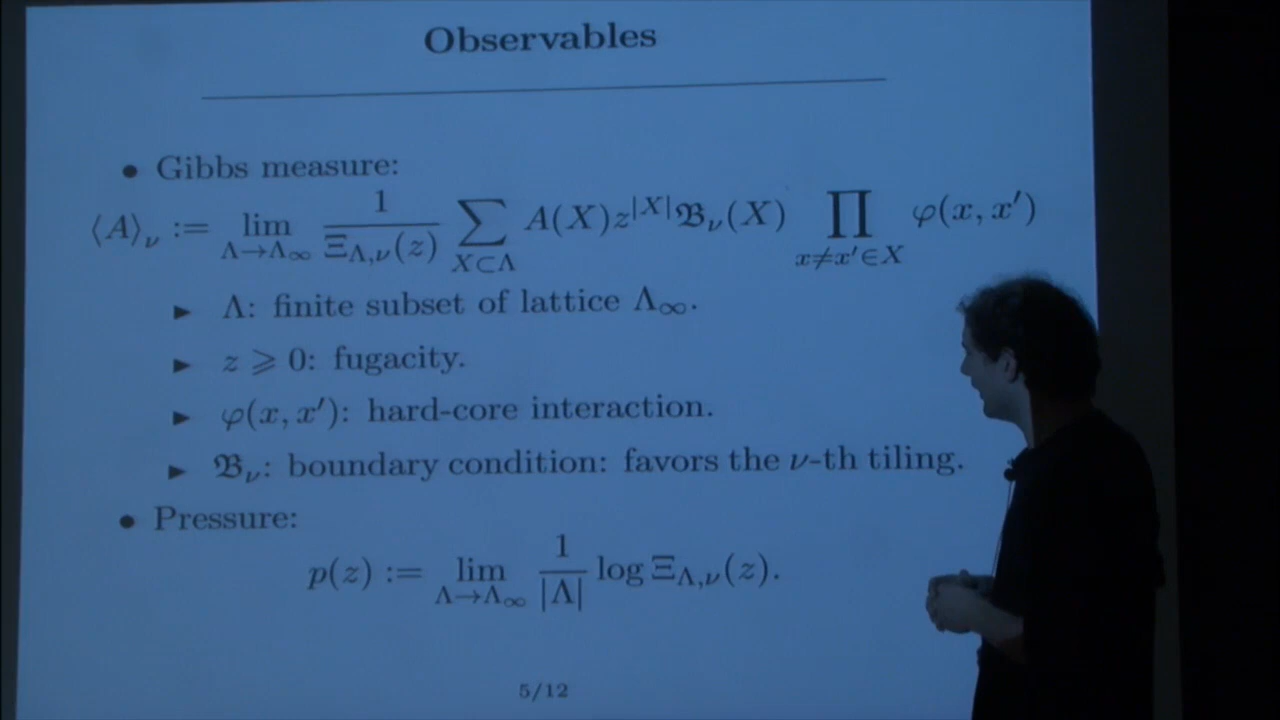 Observables
• Gibbs measure:
⟨A⟩_ν := lim_{Λ→Λ_∞} 1/Ξ_{Λ,ν}(z) ∑_{X⊂Λ} A(X)z^{|X|}𝔅_ν(X) ∏_{x≠x′∈X} φ(x, x′)
► Λ: finite subset of lattice Λ_∞.
► z ⩾ 0: fugacity.
► φ(x, x′): hard-core interaction.
► 𝔅_ν: boundary condition: favors the ν-th tiling.
• Pressure:
p(z) := lim_{Λ→Λ_∞} 1/|Λ| log Ξ_{Λ,ν}(z).
5/12